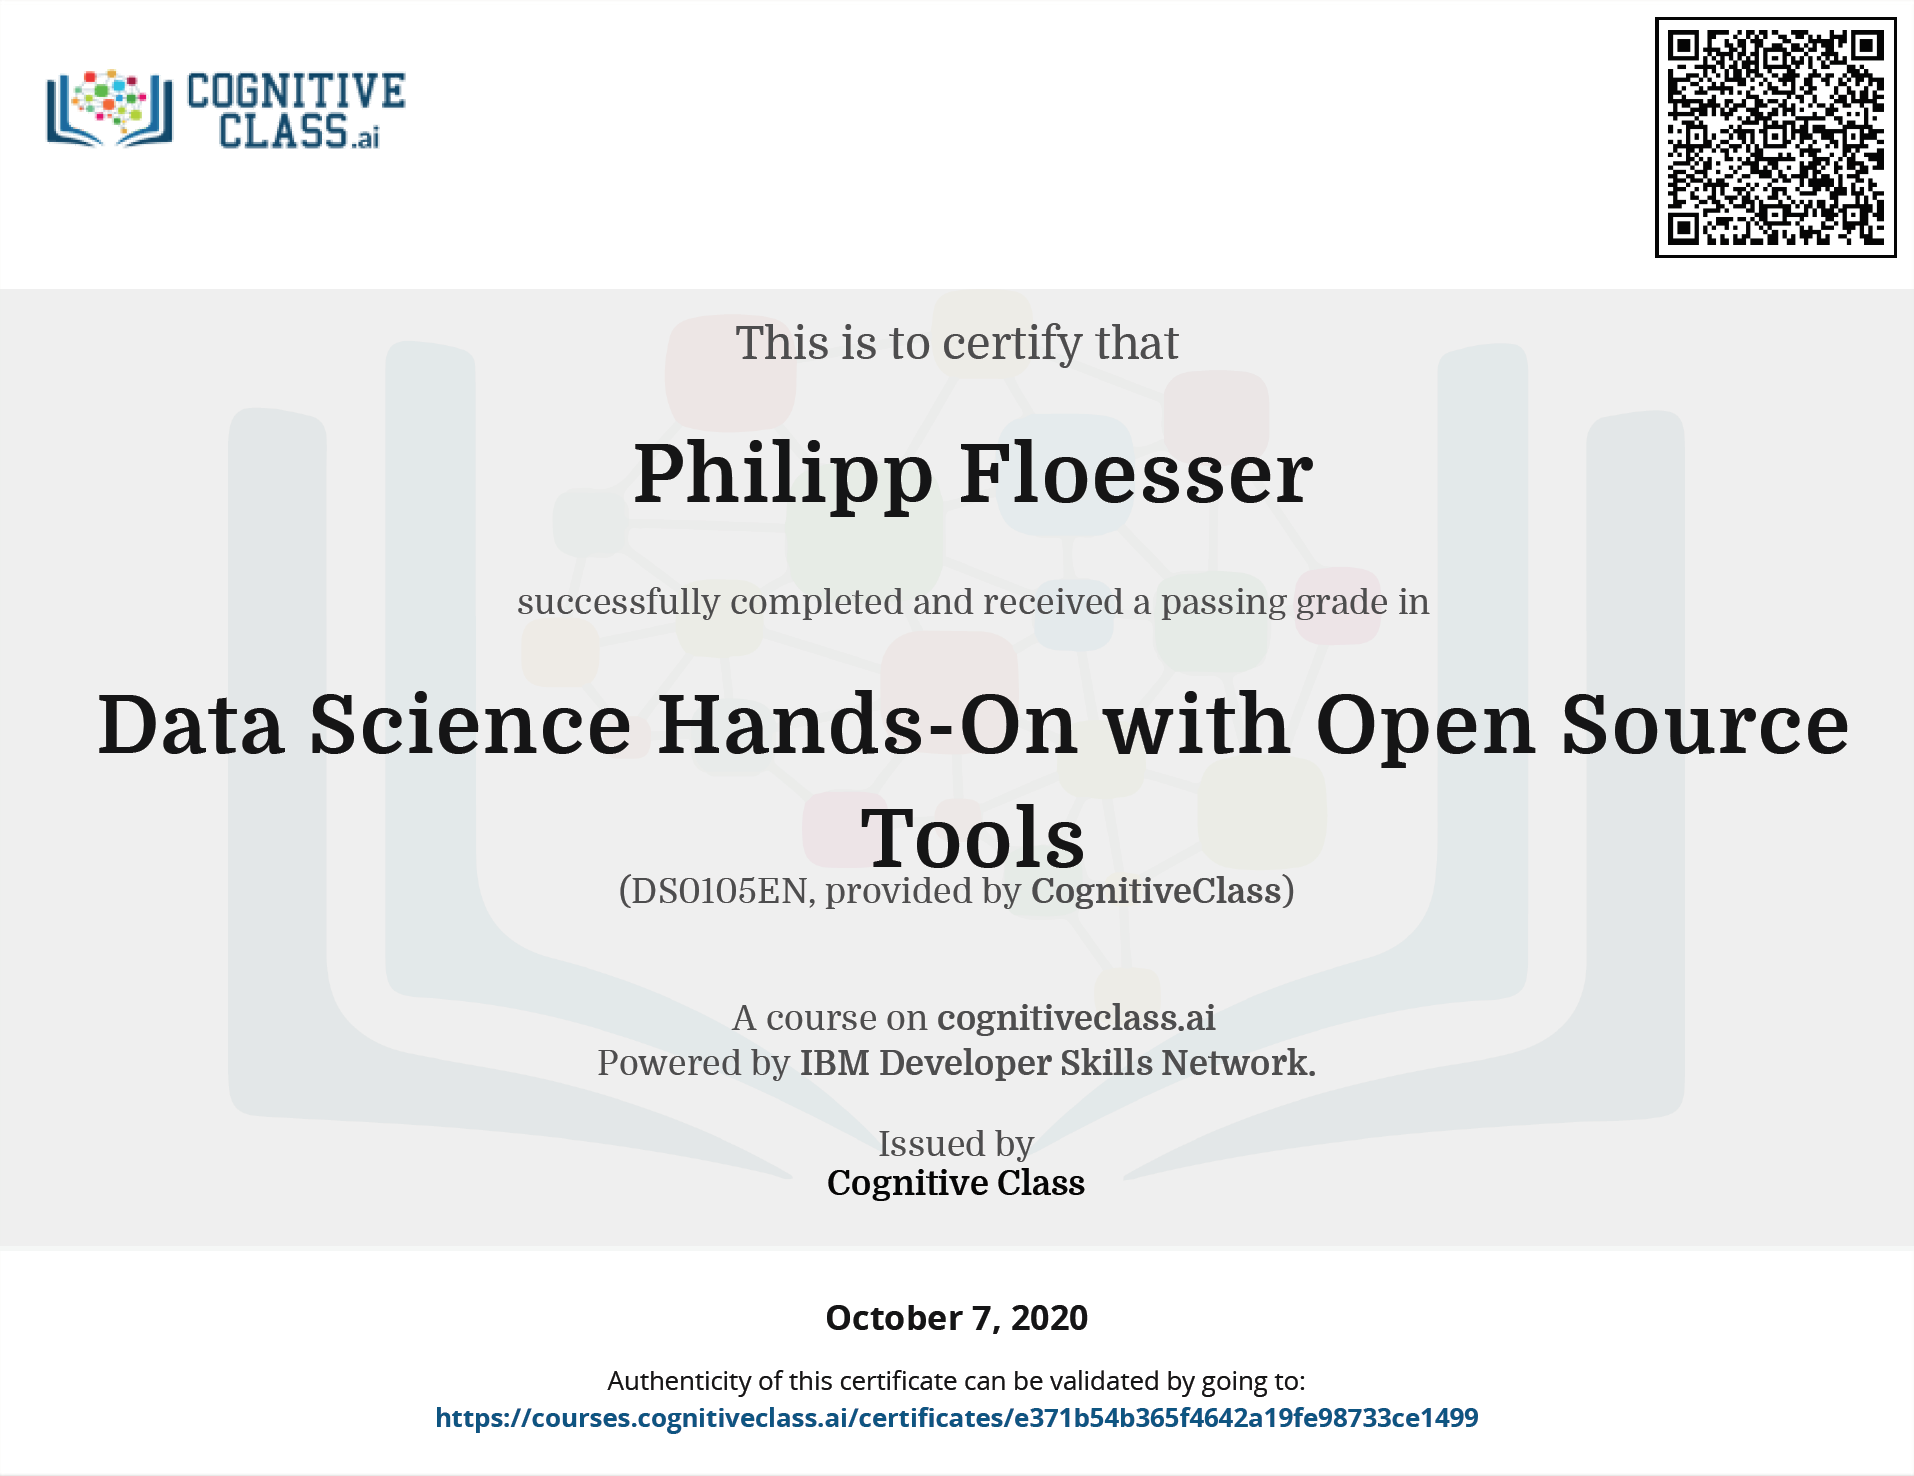 COGNITIVE
CLASS.ai
This is to certify that
Philipp Floesser
successfully completed and received a passing grade in
Data Science Hands-On with Open Source
Tools
(DS0105EN, provided by CognitiveClass)
A course on cognitiveclass.ai
Powered by IBM Developer Skills Network.
Issued by
Cognitive Class
October 7, 2020
Authenticity of this certificate can be validated by going to:
https://courses.cognitiveclass.ai/certificates/e371b54b365f4642a19fe98733ce1499